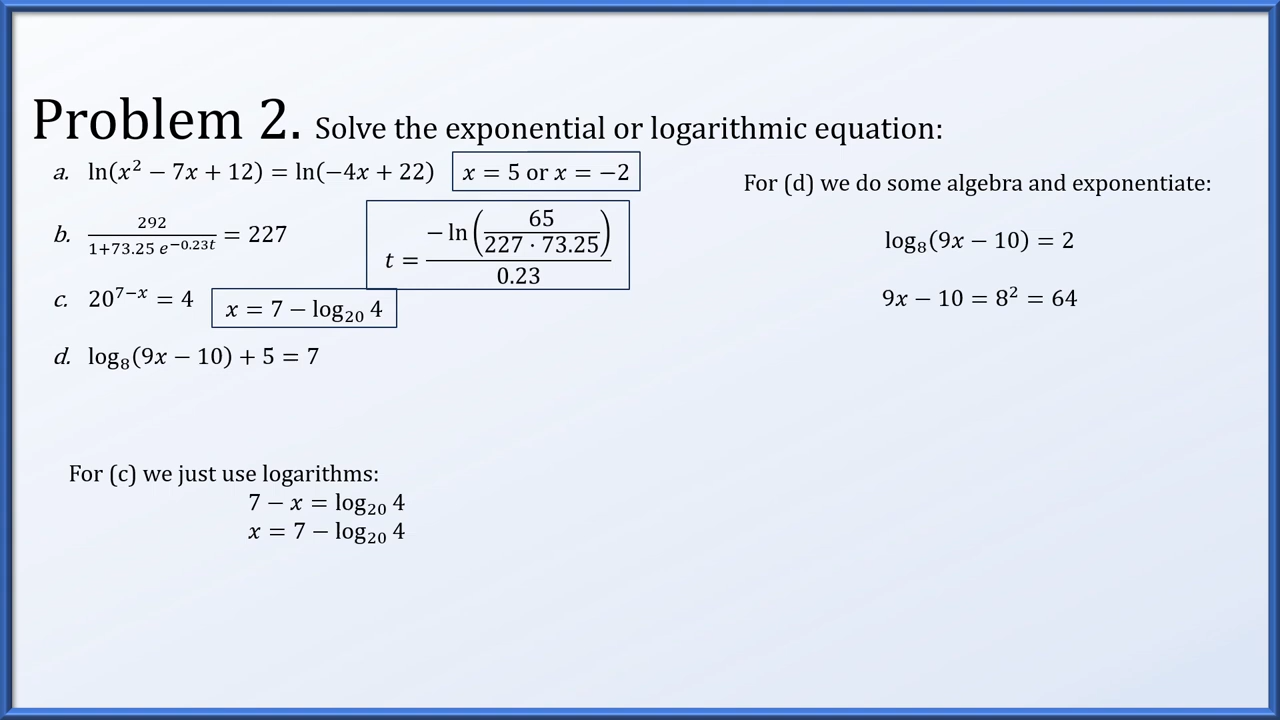 Problem 2. Solve the exponential or logarithmic equation:
a. ln(x² − 7x + 12) = ln(−4x + 22) x = 5 or x = −2
b. 292/(1+73.25 e^(−0.23t)) = 227 t = −ln(65/(227 · 73.25))/0.23
c. 20^(7−x) = 4 x = 7 − log₂₀ 4
d. log₈(9x − 10) + 5 = 7
For (c) we just use logarithms:
7 − x = log₂₀ 4
x = 7 − log₂₀ 4
For (d) we do some algebra and exponentiate:
log₈(9x − 10) = 2
9x − 10 = 8² = 64